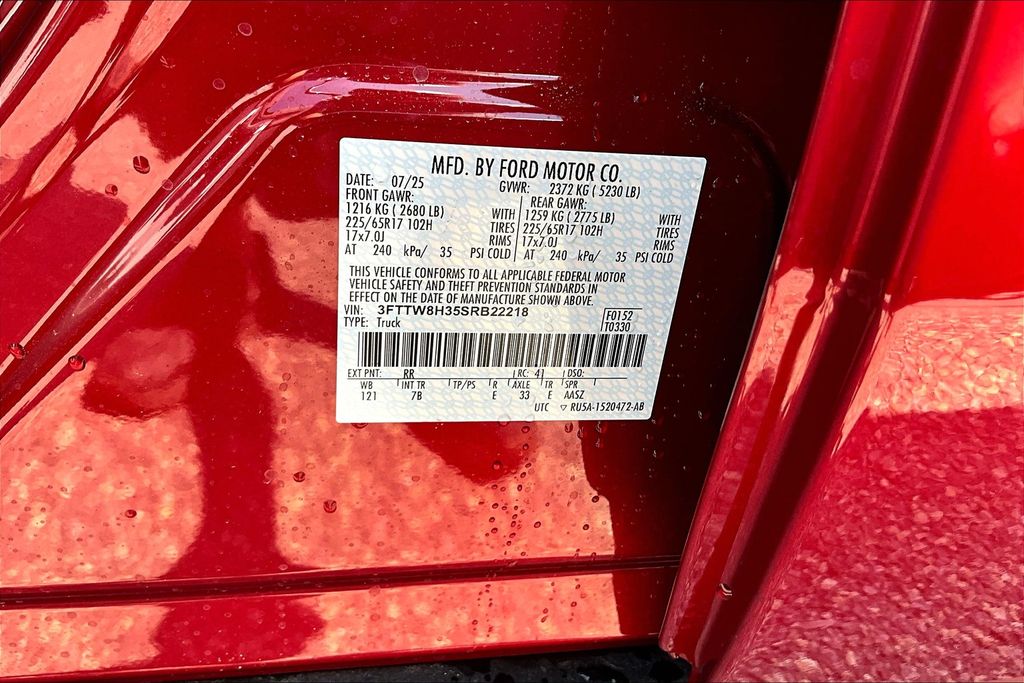 MFD. BY FORD MOTOR CO.
DATE: 07/25 GVWR: 2372 KG ( 5230 LB)
FRONT GAWR: REAR GAWR:
1216 KG ( 2680 LB) WITH 1259 KG ( 2775 LB) WITH
225/65R17 102H TIRES 225/65R17 102H TIRES
17x7.0J RIMS 17x7.0J RIMS
AT 240 kPa/ 35 PSI COLD AT 240 kPa/ 35 PSI COLD
THIS VEHICLE CONFORMS TO ALL APPLICABLE FEDERAL MOTOR
VEHICLE SAFETY AND THEFT PREVENTION STANDARDS IN
EFFECT ON THE DATE OF MANUFACTURE SHOWN ABOVE.
VIN: 3FTTW8H35SRB22218 F0152
TYPE: Truck T0330
EXT PNT: RR RC: 41 DSO:
WB INT TR TP/PS R AXLE TR SPR
121 7B E 33 E AASZ
UTC ▽ RU5A-1520472-AB